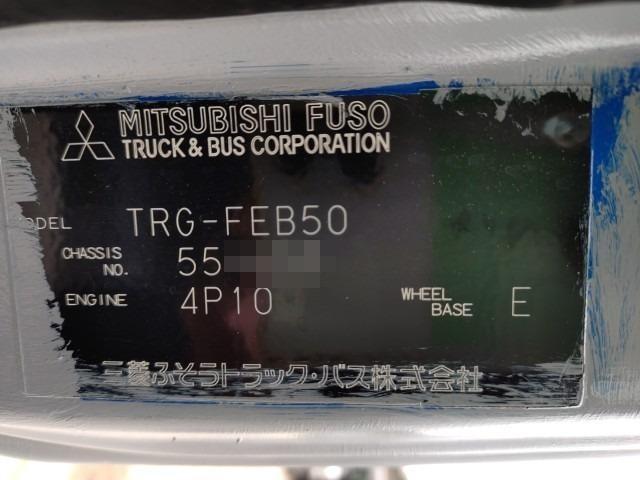 MITSUBISHI FUSO
TRUCK & BUS CORPORATION
MODEL TRG-FEB50
CHASSIS NO. 55
ENGINE 4P10 WHEEL BASE E
三菱ふそうトラック・バス株式会社